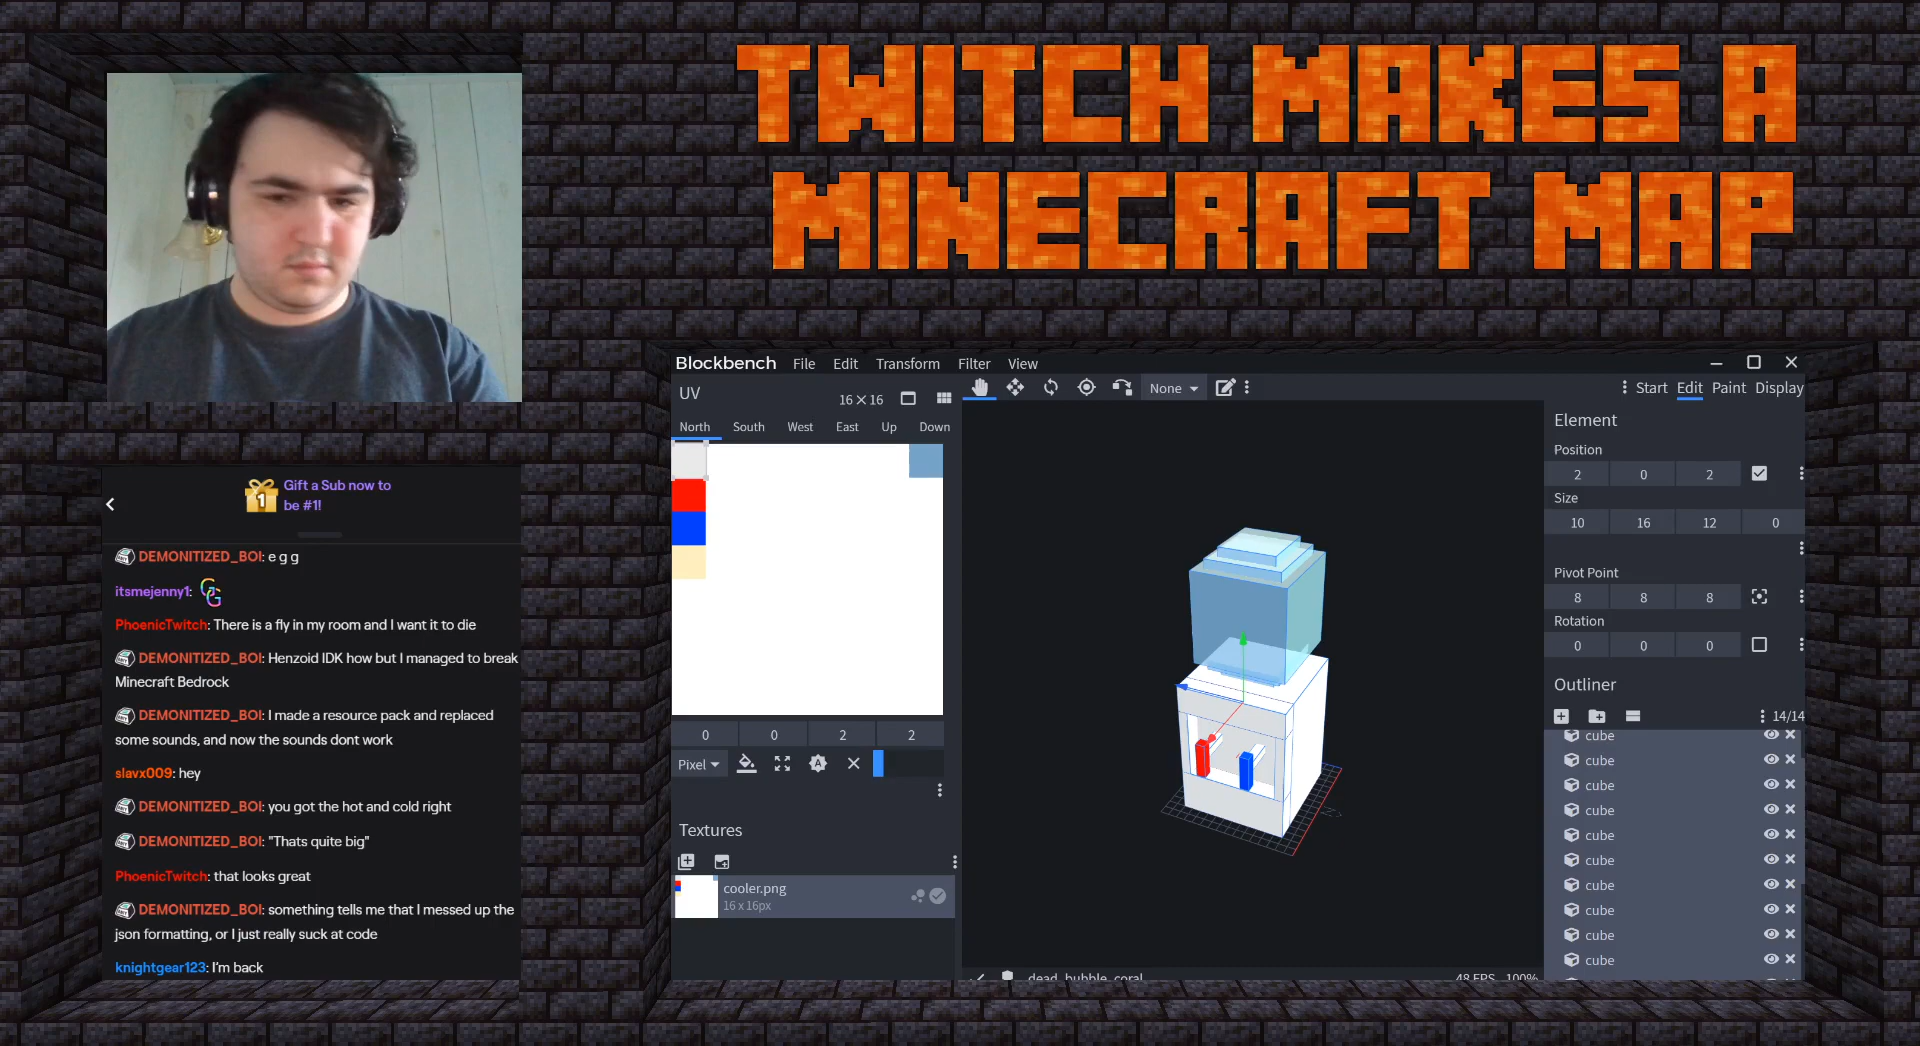 TWITCH MAKES A
MINECRAFT MAP
1
Gift a Sub now to
be #1!
DEMONITIZED_BOI: e g g
itsmejenny1:
PhoenicTwitch: There is a fly in my room and I want it to die
DEMONITIZED_BOI: Henzoid IDK how but I managed to break
Minecraft Bedrock
DEMONITIZED_BOI: I made a resource pack and replaced
some sounds, and now the sounds dont work
slavx009: hey
DEMONITIZED_BOI: you got the hot and cold right
DEMONITIZED_BOI: "Thats quite big"
PhoenicTwitch: that looks great
DEMONITIZED_BOI: something tells me that I messed up the
json formatting, or I just really suck at code
knightgear123: I'm back
Blockbench File Edit Transform Filter View
UV
16 × 16
North South West East Up Down
0 0 2 2
Pixel
Textures
cooler.png
16 x 16px
None
Start Edit Paint Display
dead_bubble_coral
48 FPS 100%
Element
Position
2 0 2
Size
10 16 12 0
Pivot Point
8 8 8
Rotation
0 0 0
Outliner
14/14
cube
cube
cube
cube
cube
cube
cube
cube
cube
cube